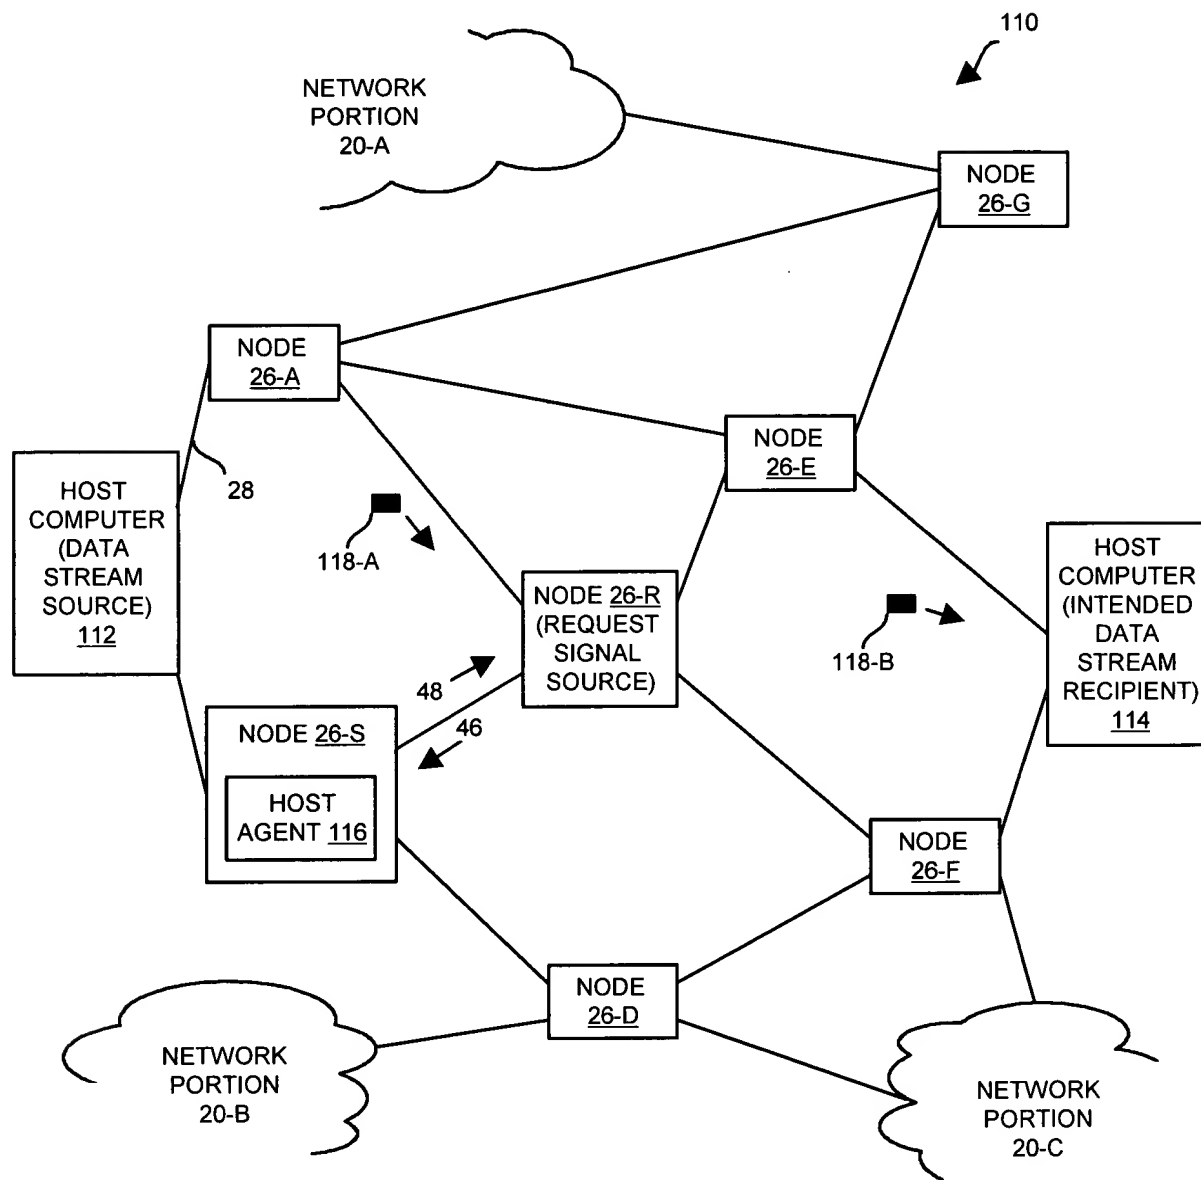 110
NETWORK
PORTION
20-A
NODE
26-G
NODE
26-A
NODE
26-E
28
HOST
COMPUTER
(DATA
STREAM
SOURCE)
112
118-A
NODE 26-R
(REQUEST
SIGNAL
SOURCE)
118-B
HOST
COMPUTER
(INTENDED
DATA
STREAM
RECIPIENT)
114
48
46
NODE 26-S
HOST
AGENT 116
NODE
26-F
NODE
26-D
NETWORK
PORTION
20-B
NETWORK
PORTION
20-C